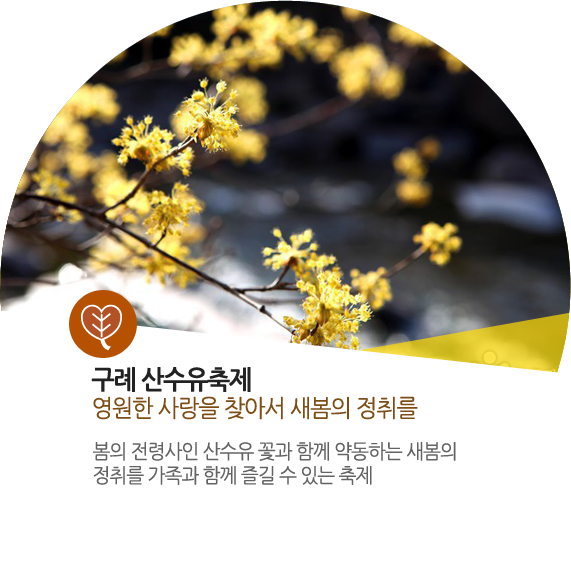 구례 산수유축제
영원한 사랑을 찾아서 새봄의 정취를
봄의 전령사인 산수유 꽃과 함께 약동하는 새봄의
정취를 가족과 함께 즐길 수 있는 축제